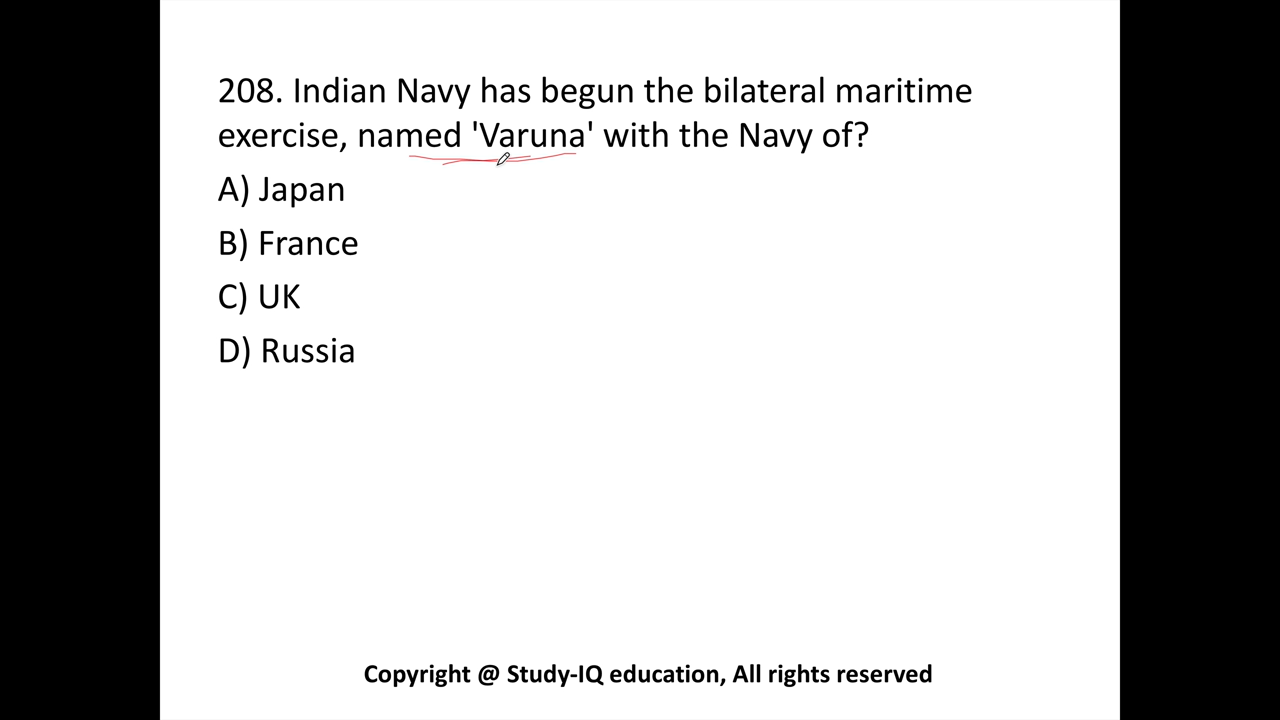 208. Indian Navy has begun the bilateral maritime
exercise, named 'Varuna' with the Navy of?
A) Japan
B) France
C) UK
D) Russia
Copyright @ Study-IQ education, All rights reserved